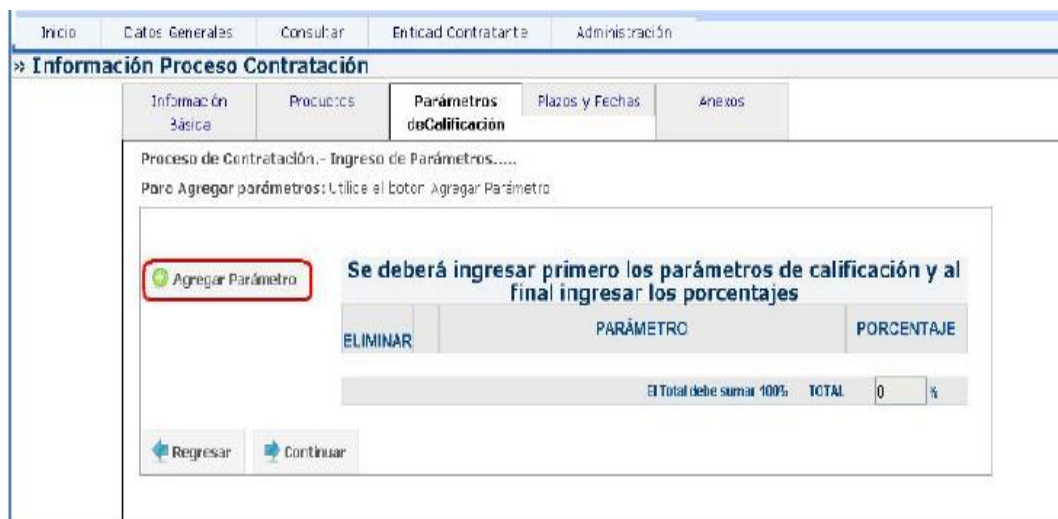 Inicio Datos Generales Consultar Entidad Contratante Administración
» Información Proceso Contratación
Información Básica Productos Parámetros deCalificación Plazos y Fechas Anexos
Proceso de Contratación.- Ingreso de Parámetros.....
Para Agregar parámetros: Utilice el boton Agregar Parámetro
Agregar Parámetro
Se deberá ingresar primero los parámetros de calificación y al
final ingresar los porcentajes
ELIMINAR PARÁMETRO PORCENTAJE
El Total debe sumar 100% TOTAL 0 %
Regresar Continuar